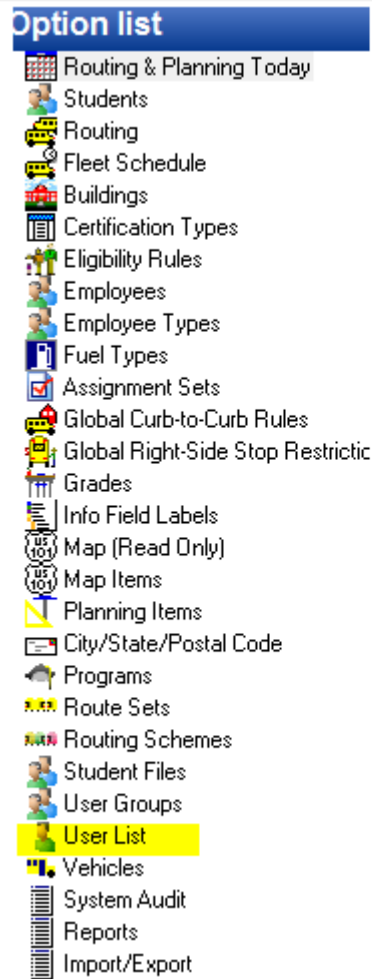 Option list
Routing & Planning Today
Students
Routing
Fleet Schedule
Buildings
Certification Types
Eligibility Rules
Employees
Employee Types
Fuel Types
Assignment Sets
Global Curb-to-Curb Rules
Global Right-Side Stop Restrictic
Grades
Info Field Labels
Map (Read Only)
Map Items
Planning Items
City/State/Postal Code
Programs
Route Sets
Routing Schemes
Student Files
User Groups
User List
Vehicles
System Audit
Reports
Import/Export